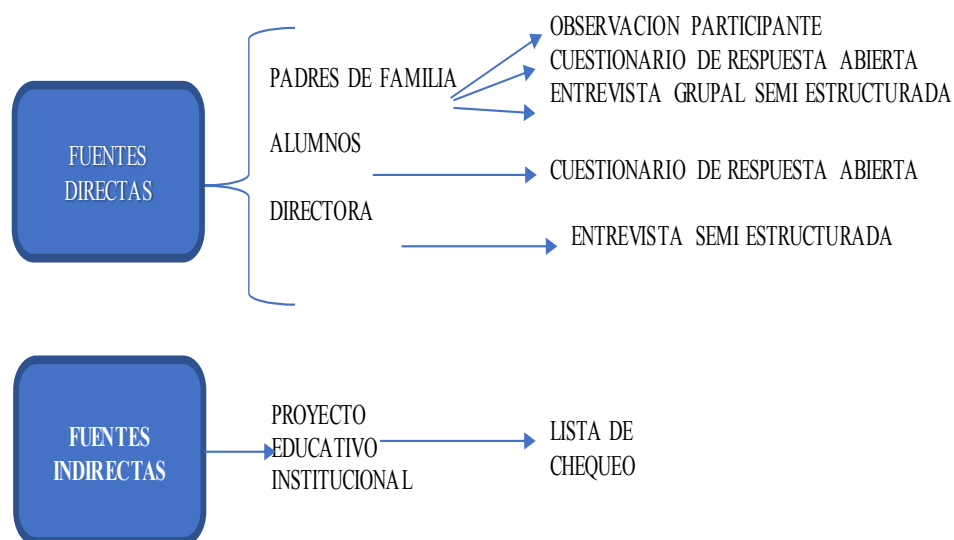 FUENTES
DIRECTAS
PADRES DE FAMILIA
OBSERVACION PARTICIPANTE
CUESTIONARIO DE RESPUESTA ABIERTA
ENTREVISTA GRUPAL SEMI ESTRUCTURADA
ALUMNOS
CUESTIONARIO DE RESPUESTA ABIERTA
DIRECTORA
ENTREVISTA SEMI ESTRUCTURADA
FUENTES
INDIRECTAS
PROYECTO
EDUCATIVO
INSTITUCIONAL
LISTA DE
CHEQUEO